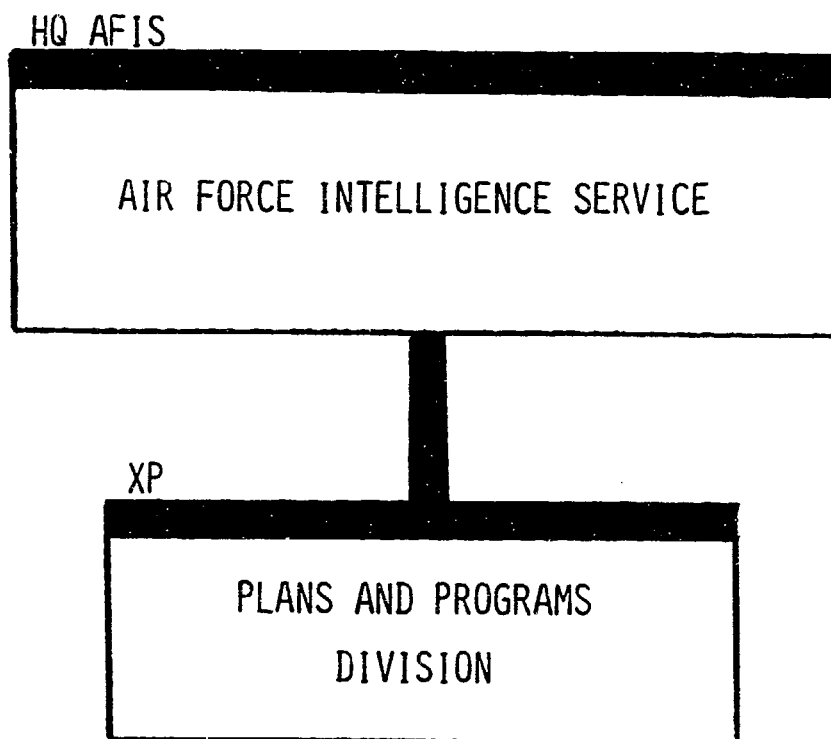 HQ AFIS
AIR FORCE INTELLIGENCE SERVICE
XP
PLANS AND PROGRAMS
DIVISION